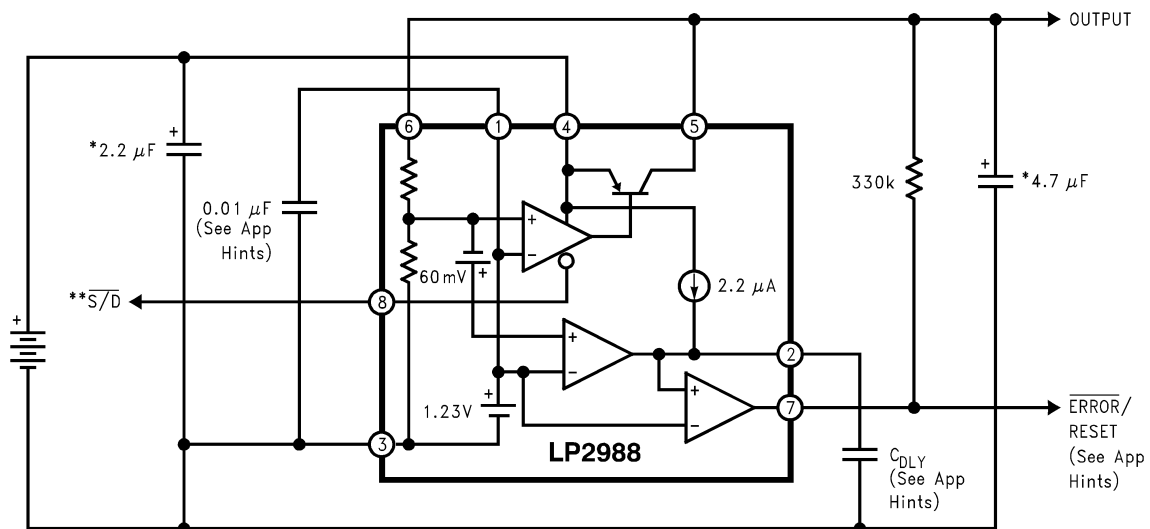 OUTPUT
+
*2.2 μF
0.01 μF
(See App
Hints)
6
1
4
5
+
−
60mV
+
2.2 μA
330k
+
*4.7 μF
**S/D
8
+
+
−
2
+
−
7
+
1.23V
3
LP2988
C_DLY
(See App
Hints)
ERROR/
RESET
(See App
Hints)